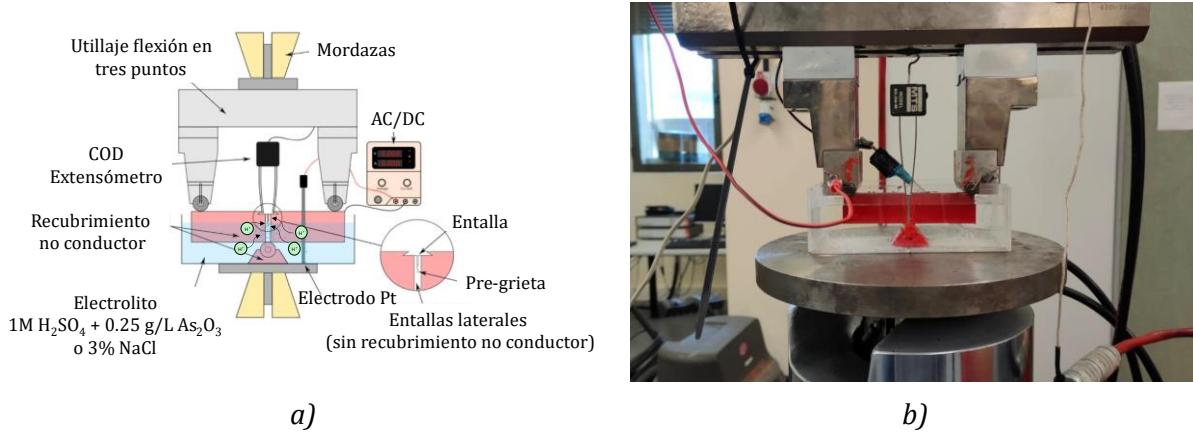 Utillaje flexión en
tres puntos
Mordazas
AC/DC
COD
Extensómetro
Recubrimiento
no conductor
H⁺
H⁺
H⁺
H⁺
Entalla
Pre-grieta
Electrodo Pt
Entallas laterales
(sin recubrimiento no conductor)
Electrolito
1M H₂SO₄ + 0.25 g/L As₂O₃
o 3% NaCl
MTS
a)
b)